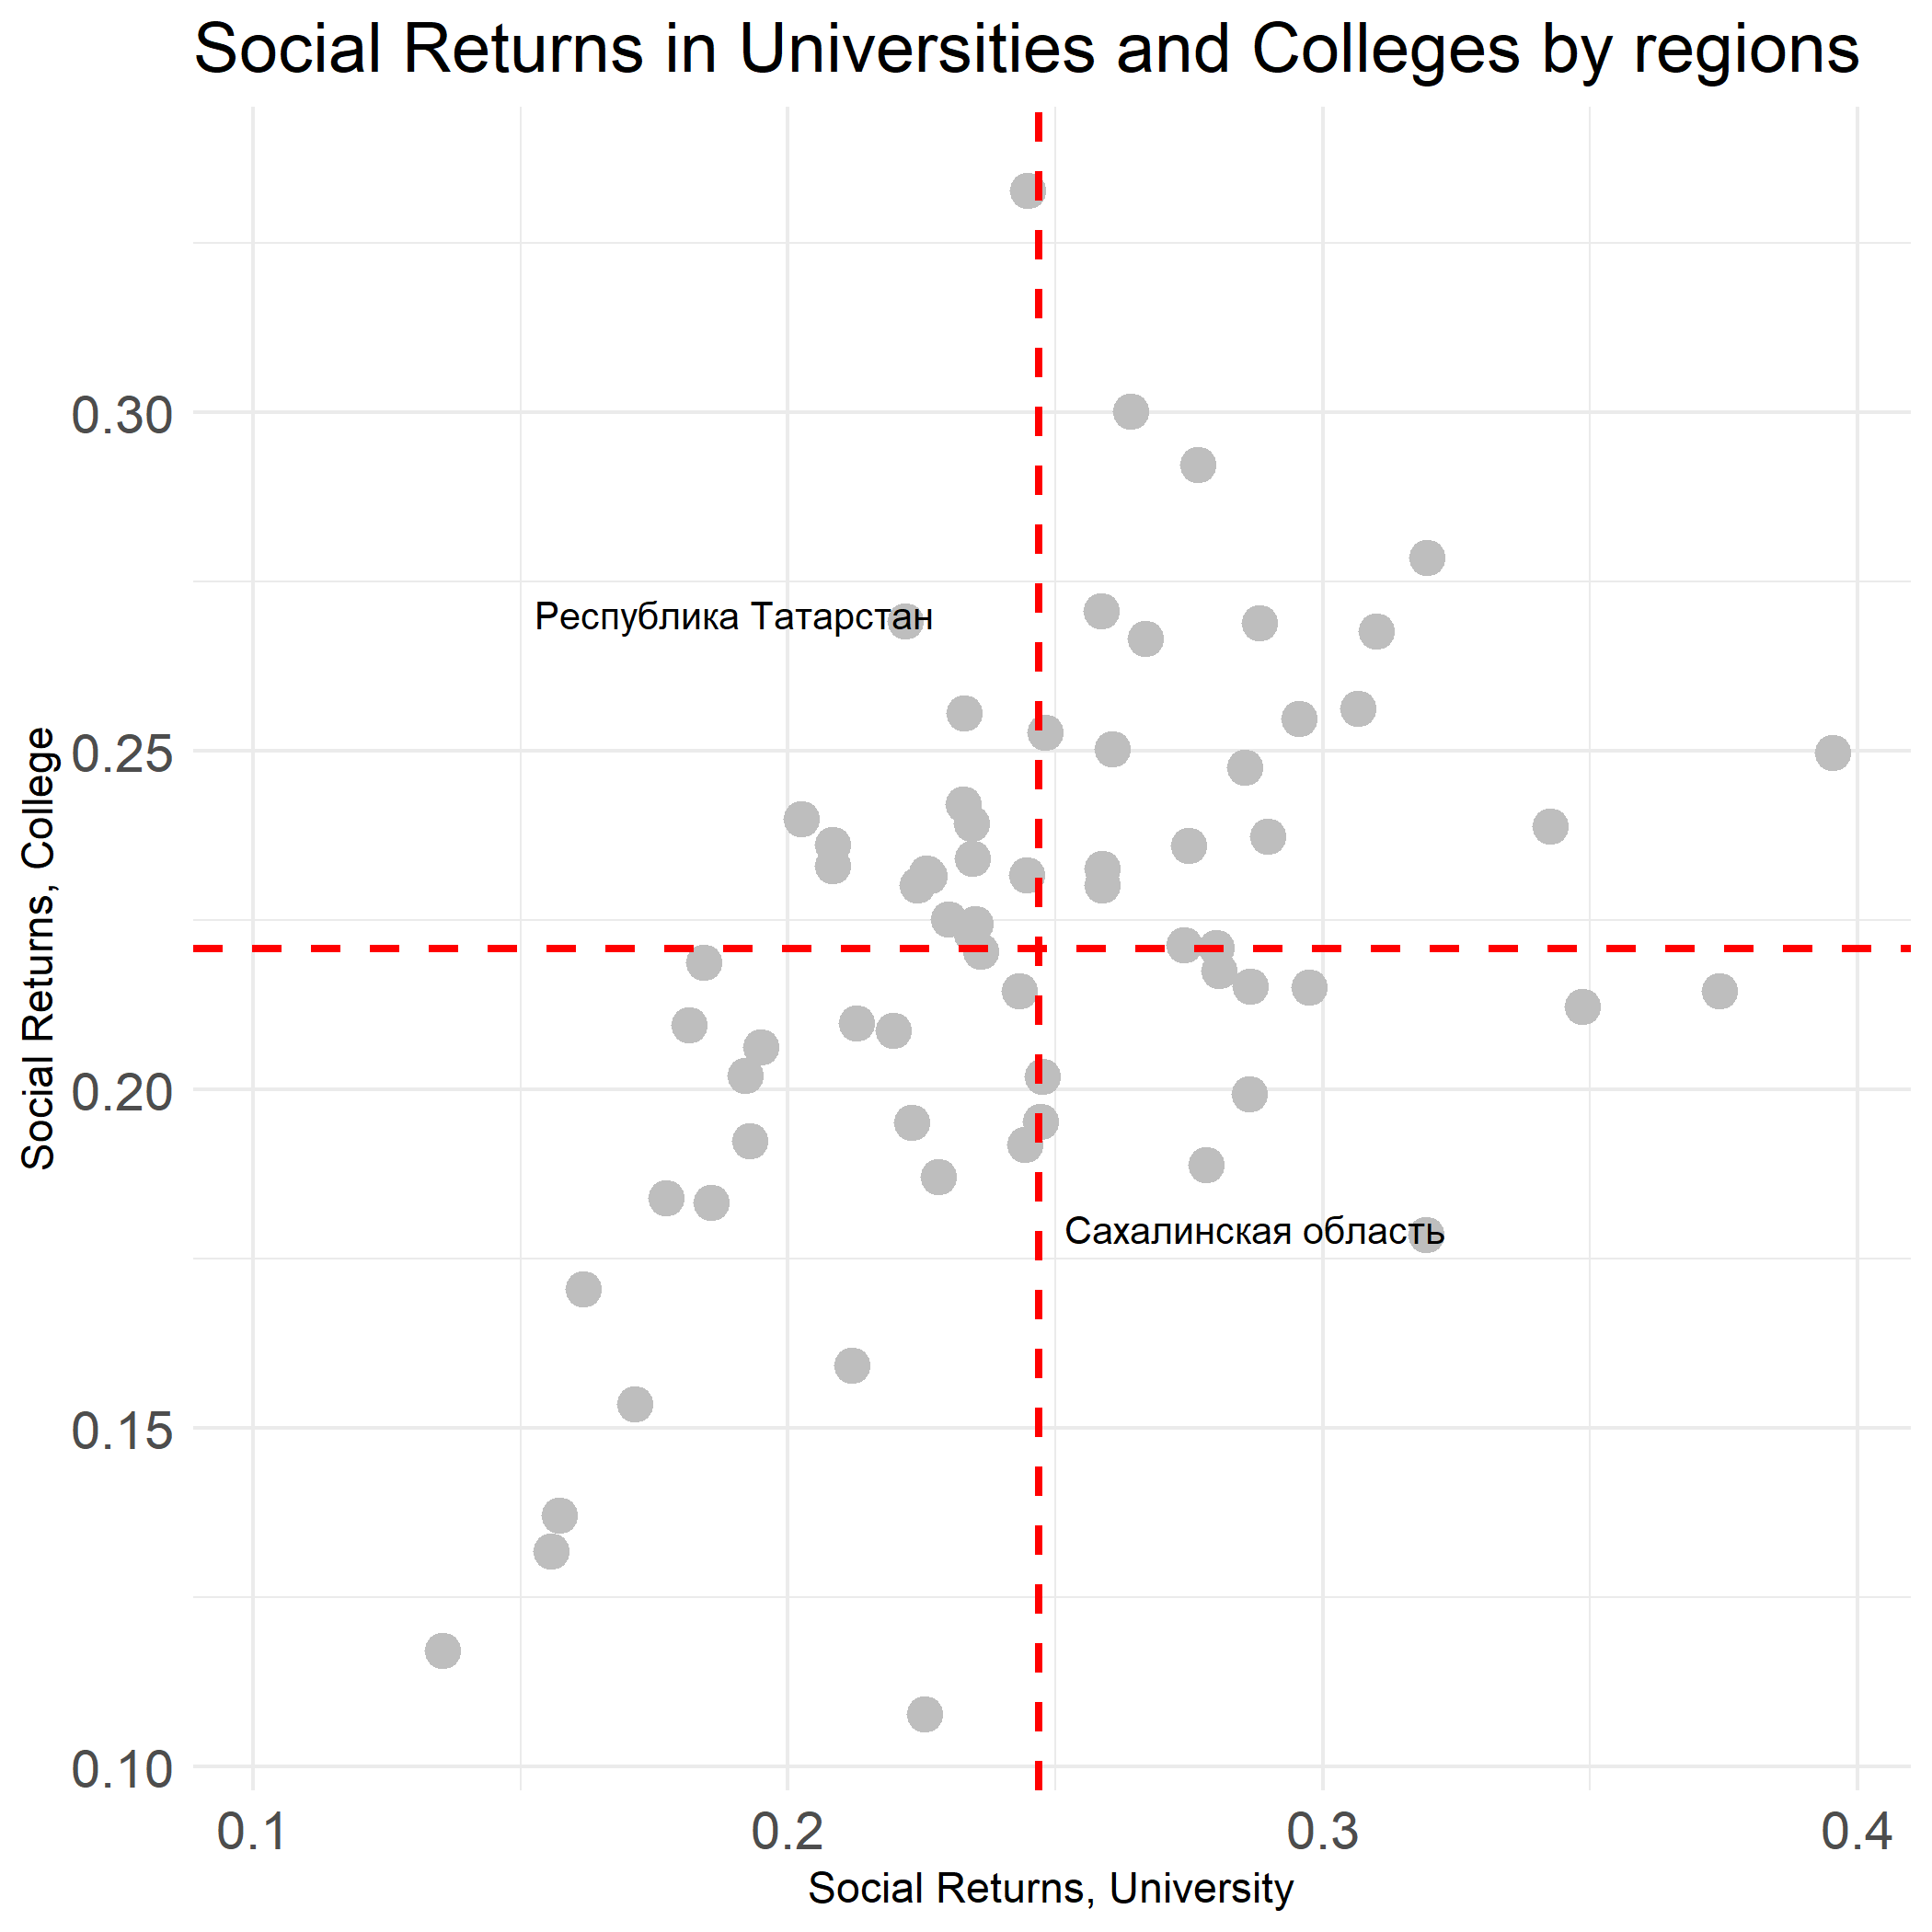 Social Returns in Universities and Colleges by regions
Social Returns, College
0.30
0.25
0.20
0.15
0.10
Республика Татарстан
Сахалинская область
0.1 0.2 0.3 0.4
Social Returns, University